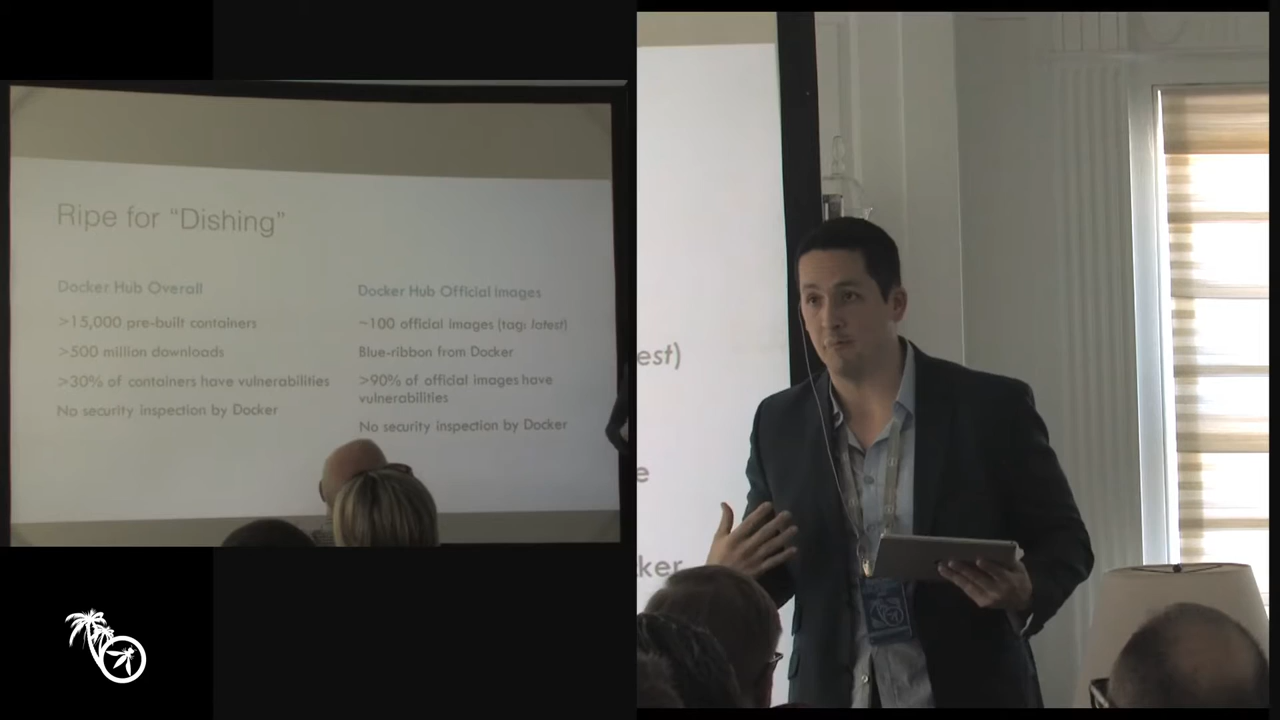 Ripe for “Dishing”
Docker Hub Overall
>15,000 pre-built containers
>500 million downloads
>30% of containers have vulnerabilities
No security inspection by Docker
Docker Hub Official Images
~100 official images (tag: latest)
Blue-ribbon from Docker
>90% of official images have
vulnerabilities
No security inspection by Docker
est)
e
ker